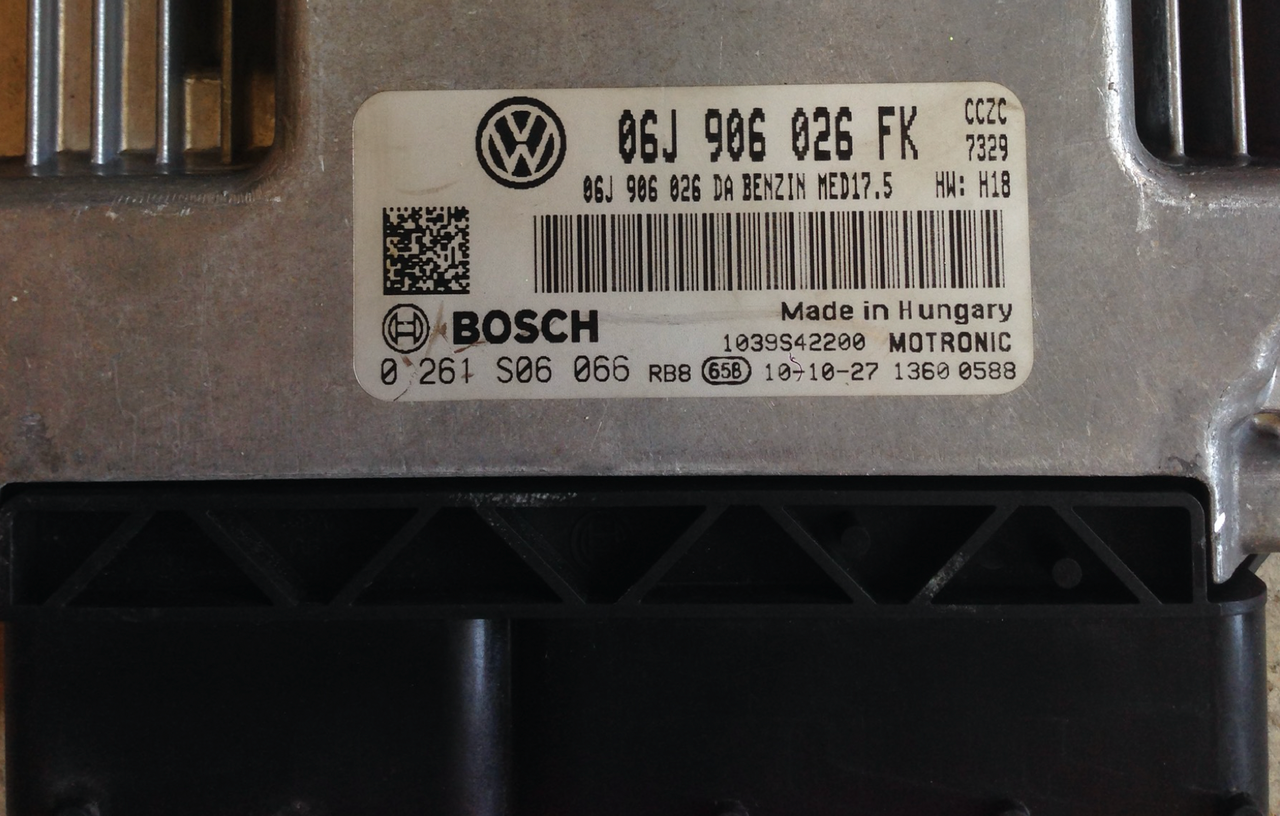 06J 906 026 FK CCZC
7329
06J 906 026 DA BENZIN MED17.5 HW: H18
Made in Hungary
BOSCH
1039S42200 MOTRONIC
0 261 S06 066 RB8 65B 10-10-27 1360 0588